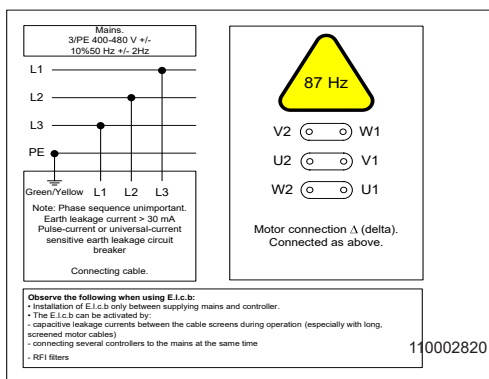 Mains.
3/PE 400-480 V +/-
10%50 Hz +/- 2Hz
L1
L2
L3
PE
Green/Yellow L1 L2 L3
Note: Phase sequence unimportant.
Earth leakage current > 30 mA
Pulse-current or universal-current
sensitive earth leakage circuit
breaker
Connecting cable.
87 Hz
V2 W1
U2 V1
W2 U1
Motor connection Δ (delta).
Connected as above.
Observe the following when using E.l.c.b:
• Installation of E.l.c.b only between supplying mains and controller.
• The E.l.c.b can be activated by:
- capacitive leakage currents between the cable screens during operation (especially with long,
screened motor cables)
- connecting several controllers to the mains at the same time
- RFI filters
110002820